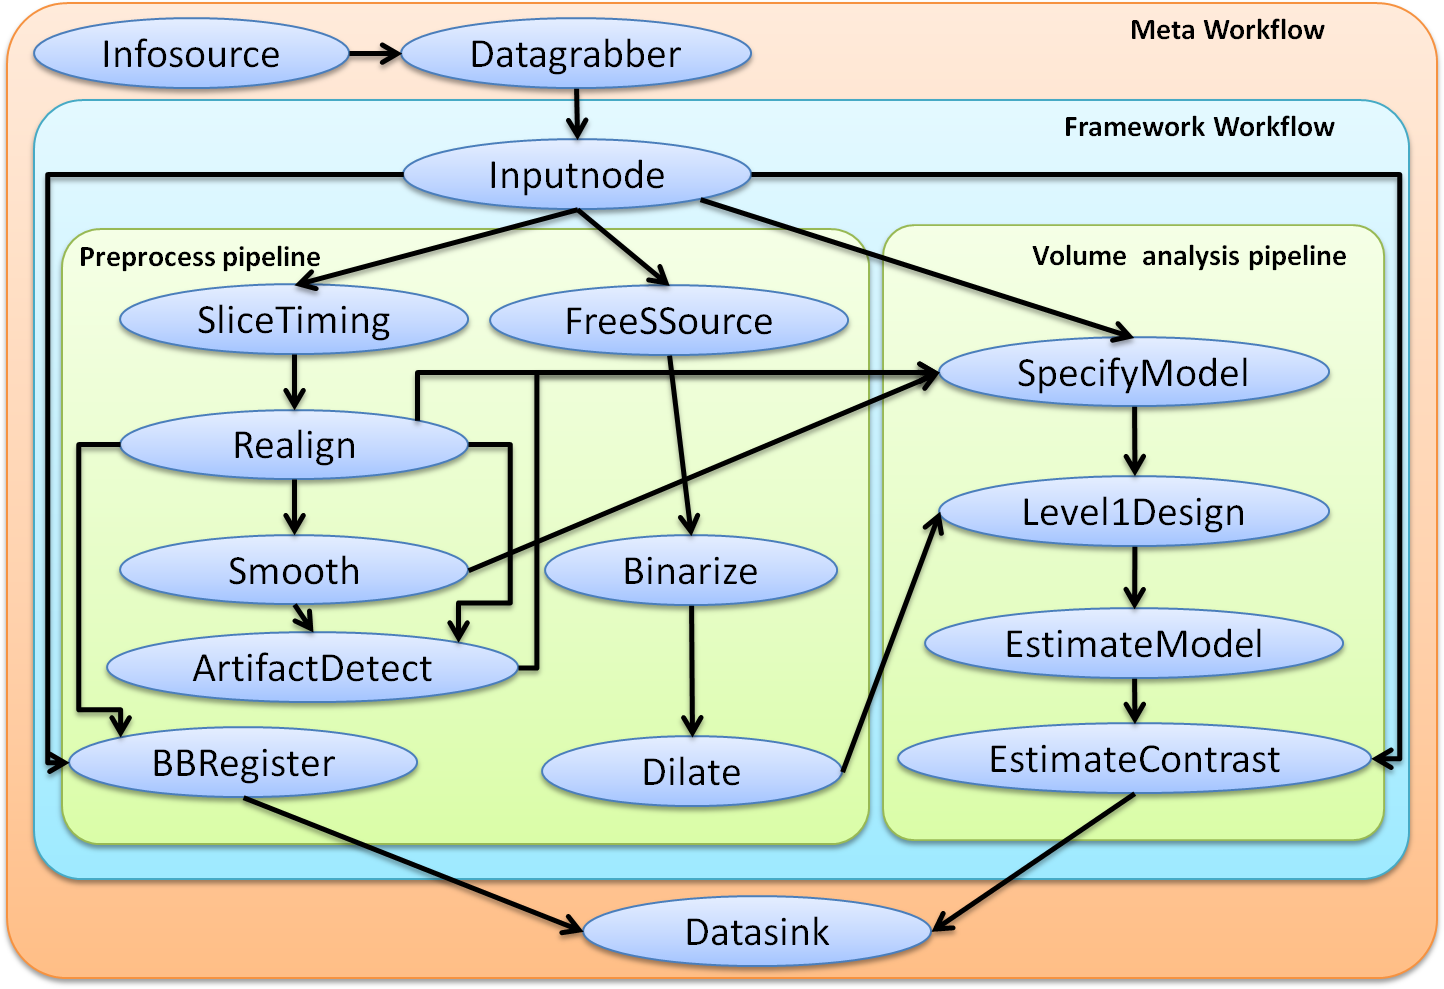 Meta Workflow
Infosource
Datagrabber
Framework Workflow
Inputnode
Preprocess pipeline
Volume analysis pipeline
SliceTiming
FreeSSource
SpecifyModel
Realign
Level1Design
Smooth
Binarize
EstimateModel
ArtifactDetect
BBRegister
Dilate
EstimateContrast
Datasink